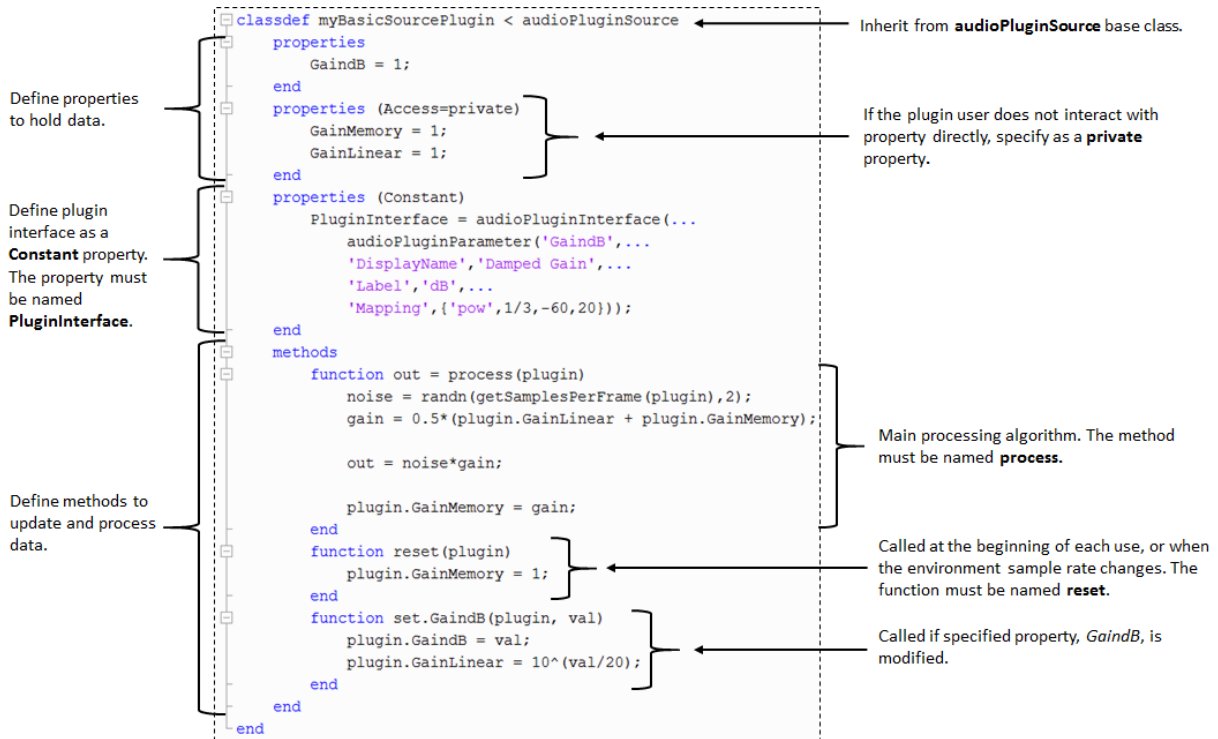 classdef myBasicSourcePlugin < audioPluginSource
properties
GaindB = 1;
end
properties (Access=private)
GainMemory = 1;
GainLinear = 1;
end
properties (Constant)
PluginInterface = audioPluginInterface(...
audioPluginParameter('GaindB',...
'DisplayName','Damped Gain',...
'Label','dB',...
'Mapping',{'pow',1/3,-60,20}));
end
methods
function out = process(plugin)
noise = randn(getSamplesPerFrame(plugin),2);
gain = 0.5*(plugin.GainLinear + plugin.GainMemory);
out = noise*gain;
plugin.GainMemory = gain;
end
function reset(plugin)
plugin.GainMemory = 1;
end
function set.GaindB(plugin, val)
plugin.GaindB = val;
plugin.GainLinear = 10^(val/20);
end
end
end
Define properties
to hold data.
Define plugin
interface as a
Constant property.
The property must
be named
PluginInterface.
Define methods to
update and process
data.
Inherit from audioPluginSource base class.
If the plugin user does not interact with
property directly, specify as a private
property.
Main processing algorithm. The method
must be named process.
Called at the beginning of each use, or when
the environment sample rate changes. The
function must be named reset.
Called if specified property, GaindB, is
modified.